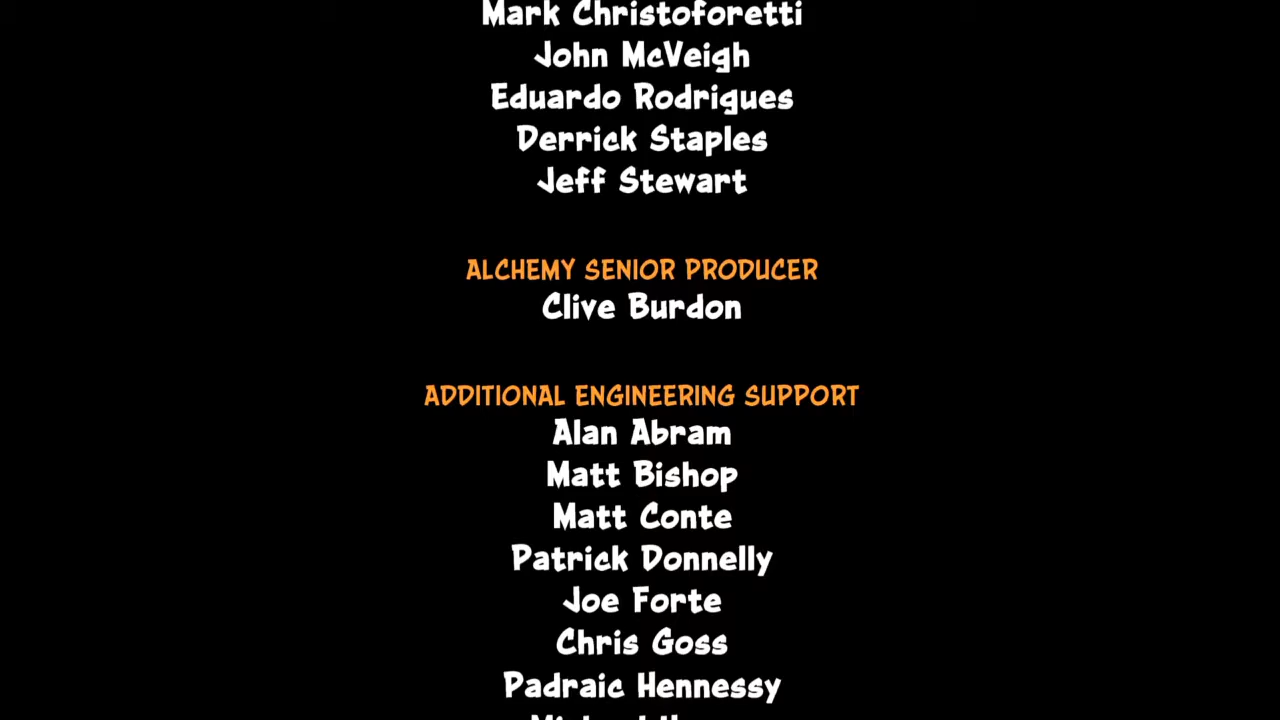 Mark Christoforetti
John McVeigh
Eduardo Rodrigues
Derrick Staples
Jeff Stewart
ALCHEMY SENIOR PRODUCER
Clive Burdon
ADDITIONAL ENGINEERING SUPPORT
Alan Abram
Matt Bishop
Matt Conte
Patrick Donnelly
Joe Forte
Chris Goss
Padraic Hennessy